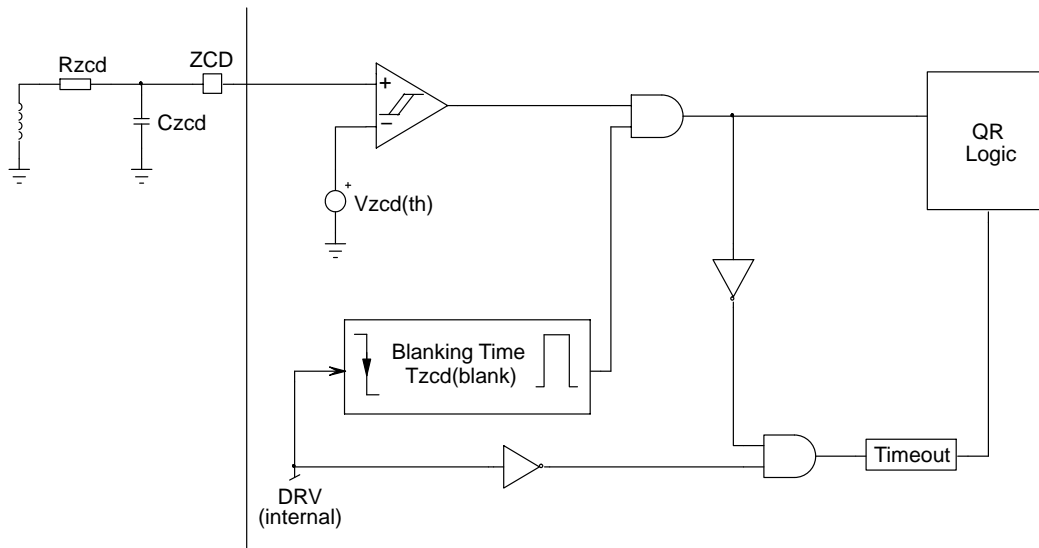 Rzcd
ZCD
Czcd
+
−
+
Vzcd(th)
QR
Logic
Blanking Time
Tzcd(blank)
Timeout
DRV
(internal)